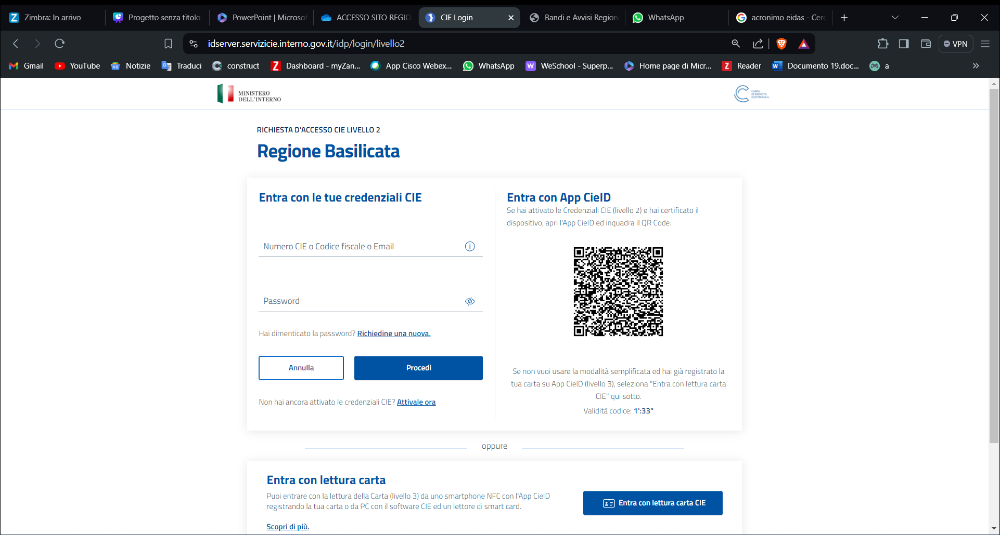 Zimbra: In arrivo
Progetto senza titolo
PowerPoint | Microsof
ACCESSO SITO REGIO
CIE Login
Bandi e Avvisi Region
WhatsApp
acronimo eidas - Cerc
idserver.servizicie.interno.gov.it/idp/login/livello2
VPN
Gmail
YouTube
Notizie
Traduci
construct
Dashboard - myZan...
App Cisco Webex...
WhatsApp
WeSchool - Superp...
Home page di Micr...
Reader
Documento 19.doc...
a
MINISTERO
DELL'INTERNO
CARTA
DI IDENTITÀ
ELETTRONICA
RICHIESTA D'ACCESSO CIE LIVELLO 2
Regione Basilicata
Entra con le tue credenziali CIE
Numero CIE o Codice fiscale o Email
Password
Hai dimenticato la password? Richiedine una nuova.
Annulla
Procedi
Non hai ancora attivato le credenziali CIE? Attivale ora
Entra con App CieID
Se hai attivato le Credenziali CIE (livello 2) e hai certificato il
dispositivo, apri l'App CieID ed inquadra il QR Code.
Se non vuoi usare la modalità semplificata ed hai già registrato la
tua carta su App CieID (livello 3), seleziona "Entra con lettura carta
CIE" qui sotto.
Validità codice: 1':33"
oppure
Entra con lettura carta
Puoi entrare con la lettura della Carta (livello 3) da uno smartphone NFC con l'App CieID
registrando la tua carta o da PC con il software CIE ed un lettore di smart card.
Scopri di più.
Entra con lettura carta CIE